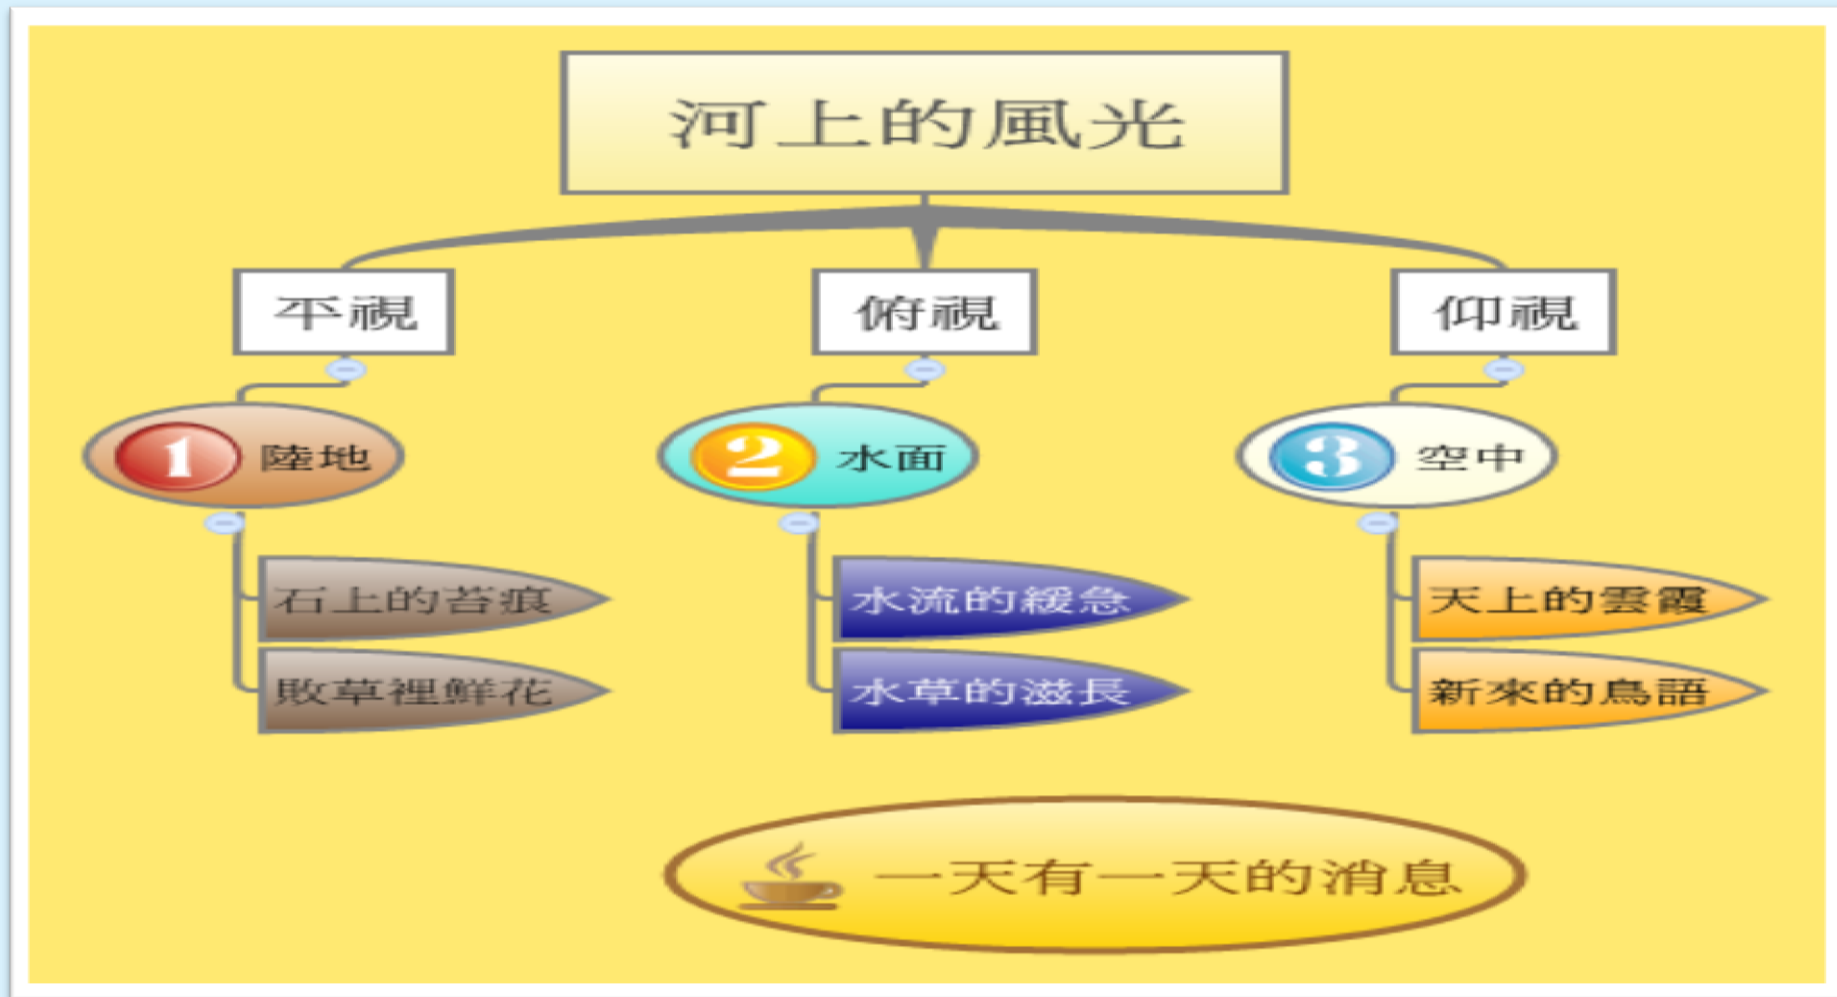 河上的風光
平視
俯視
仰視
1 陸地
2 水面
3 空中
石上的苔痕
水流的緩急
天上的雲霞
敗草裡鮮花
水草的滋長
新來的鳥語
一天有一天的消息